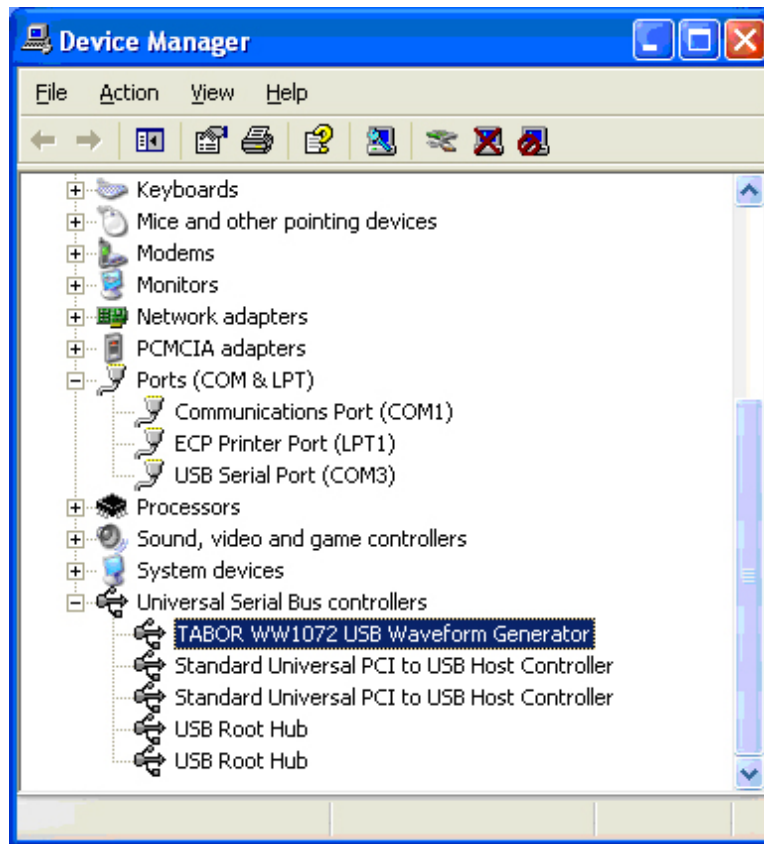 Device Manager
File Action View Help
Keyboards
Mice and other pointing devices
Modems
Monitors
Network adapters
PCMCIA adapters
Ports (COM & LPT)
Communications Port (COM1)
ECP Printer Port (LPT1)
USB Serial Port (COM3)
Processors
Sound, video and game controllers
System devices
Universal Serial Bus controllers
TABOR WW1072 USB Waveform Generator
Standard Universal PCI to USB Host Controller
Standard Universal PCI to USB Host Controller
USB Root Hub
USB Root Hub